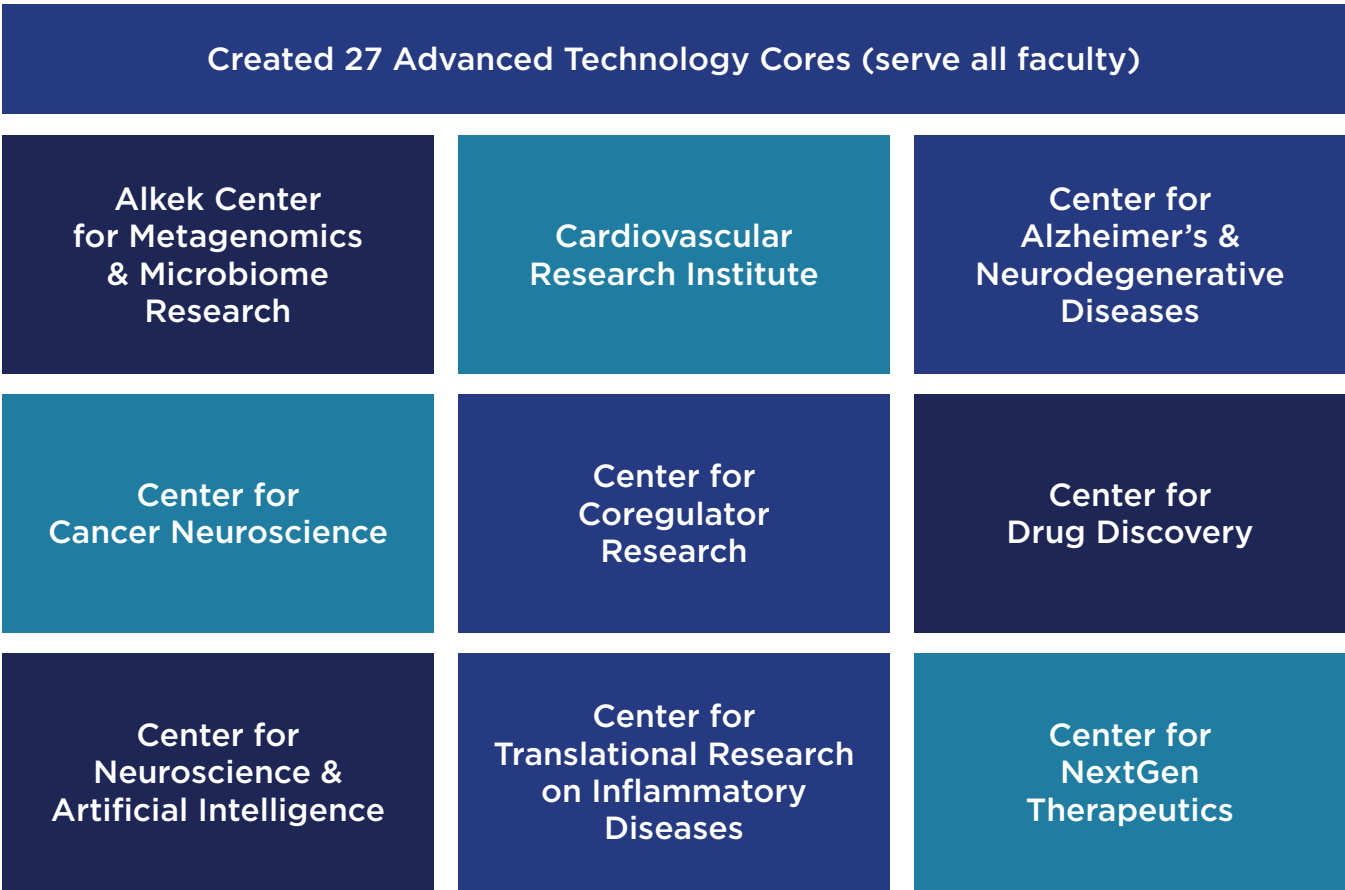 Created 27 Advanced Technology Cores (serve all faculty)
Alkek Center
for Metagenomics
& Microbiome
Research
Cardiovascular
Research Institute
Center for
Alzheimer’s &
Neurodegenerative
Diseases
Center for
Cancer Neuroscience
Center for
Coregulator
Research
Center for
Drug Discovery
Center for
Neuroscience &
Artificial Intelligence
Center for
Translational Research
on Inflammatory
Diseases
Center for
NextGen
Therapeutics